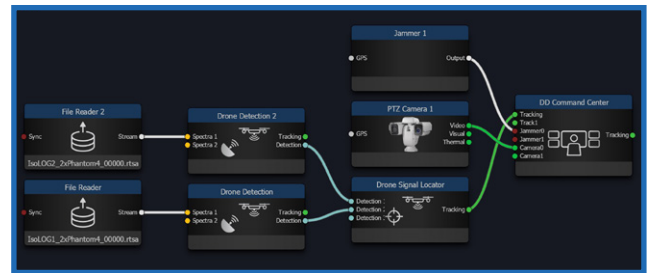 Jammer 1
GPS
Output
File Reader 2
Sync
Stream
IsoLOG2_2xPhantom4_00000.rtsa
Drone Detection 2
Spectra 1
Spectra 2
Tracking
Detection
PTZ Camera 1
GPS
Video
Visual
Thermal
DD Command Center
Tracking
Track1
Jammer0
Jammer1
Camera0
Camera1
Tracking
File Reader
Sync
Stream
IsoLOG1_2xPhantom4_00000.rtsa
Drone Detection
Spectra 1
Spectra 2
Tracking
Detection
Drone Signal Locator
Detection
Detection
Detection
Tracking